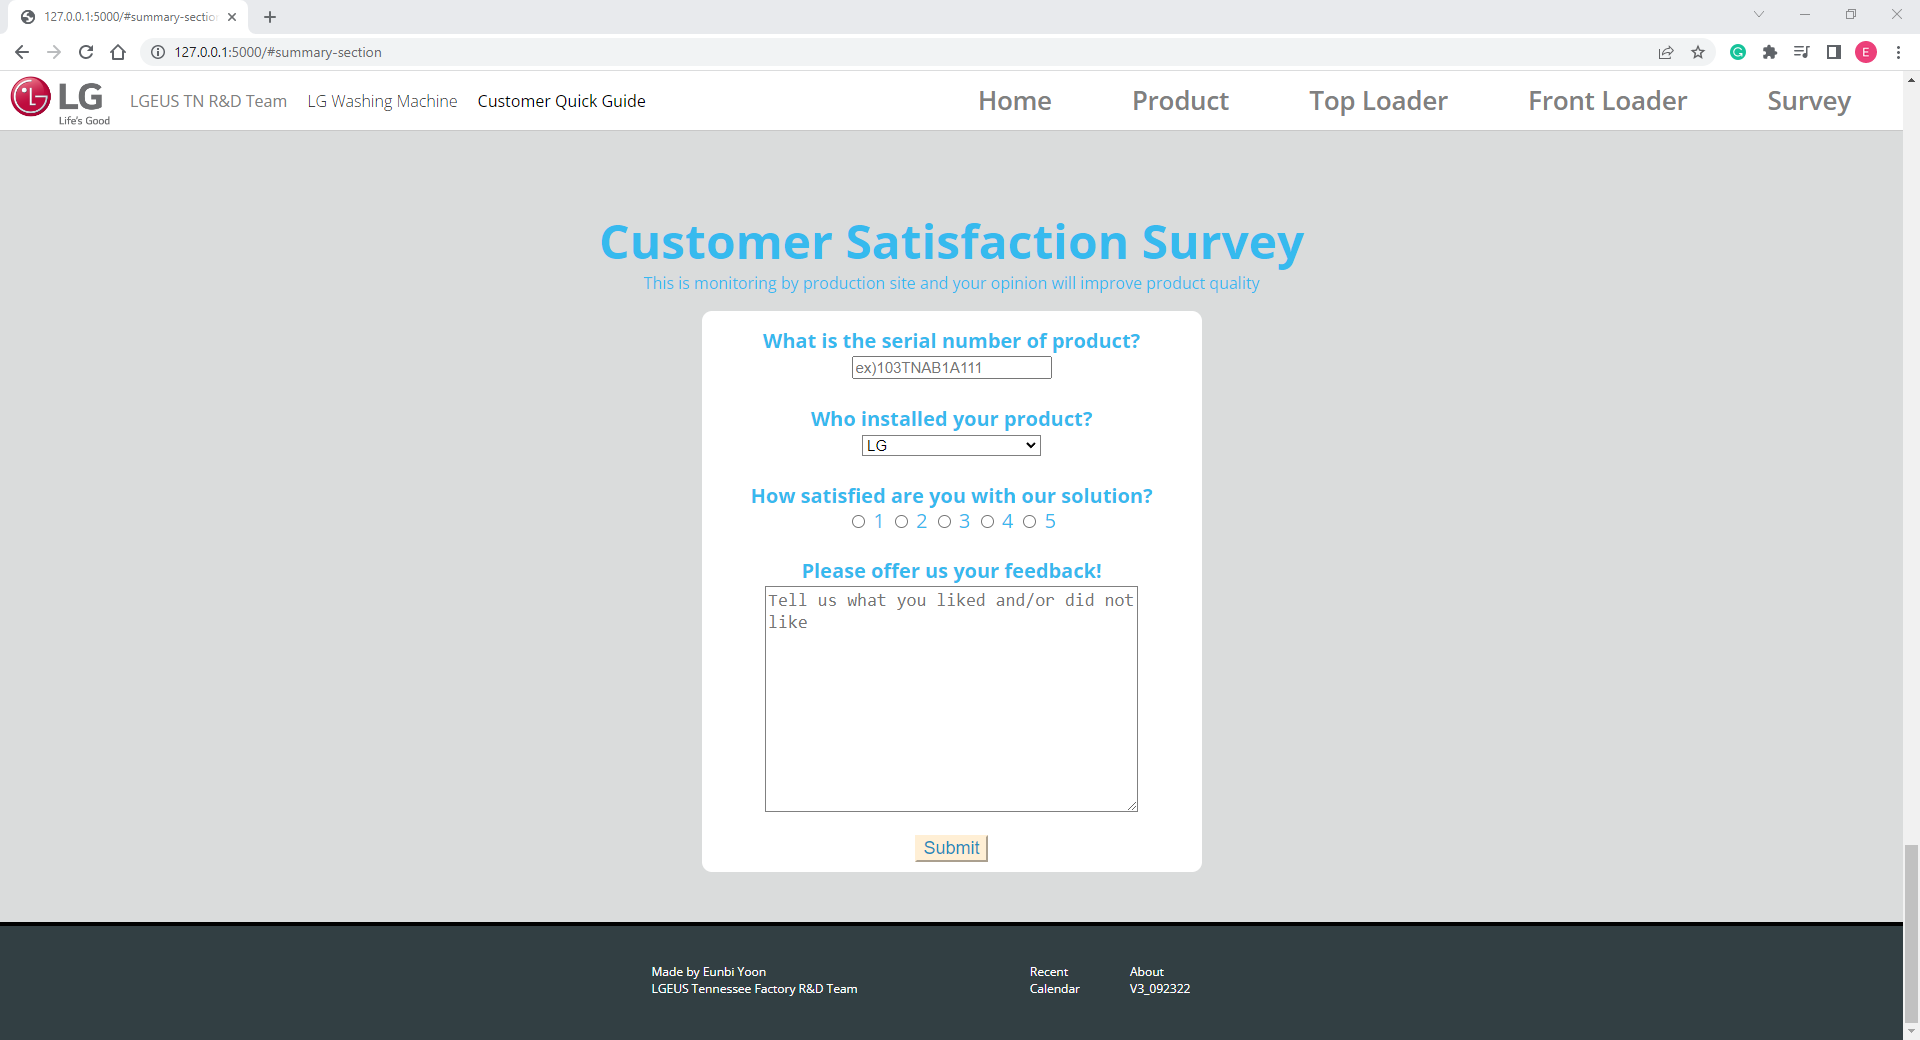 127.0.0.1:5000/#summary-section
127.0.0.1:5000/#summary-section
E
LG
Life's Good
LGEUS TN R&D Team LG Washing Machine Customer Quick Guide
Home Product Top Loader Front Loader Survey
Customer Satisfaction Survey
This is monitoring by production site and your opinion will improve product quality
What is the serial number of product?
ex)103TNAB1A111
Who installed your product?
LG
How satisfied are you with our solution?
1 2 3 4 5
Please offer us your feedback!
Tell us what you liked and/or did not
like
Submit
Made by Eunbi Yoon
LGEUS Tennessee Factory R&D Team
Recent
Calendar
About
V3_092322